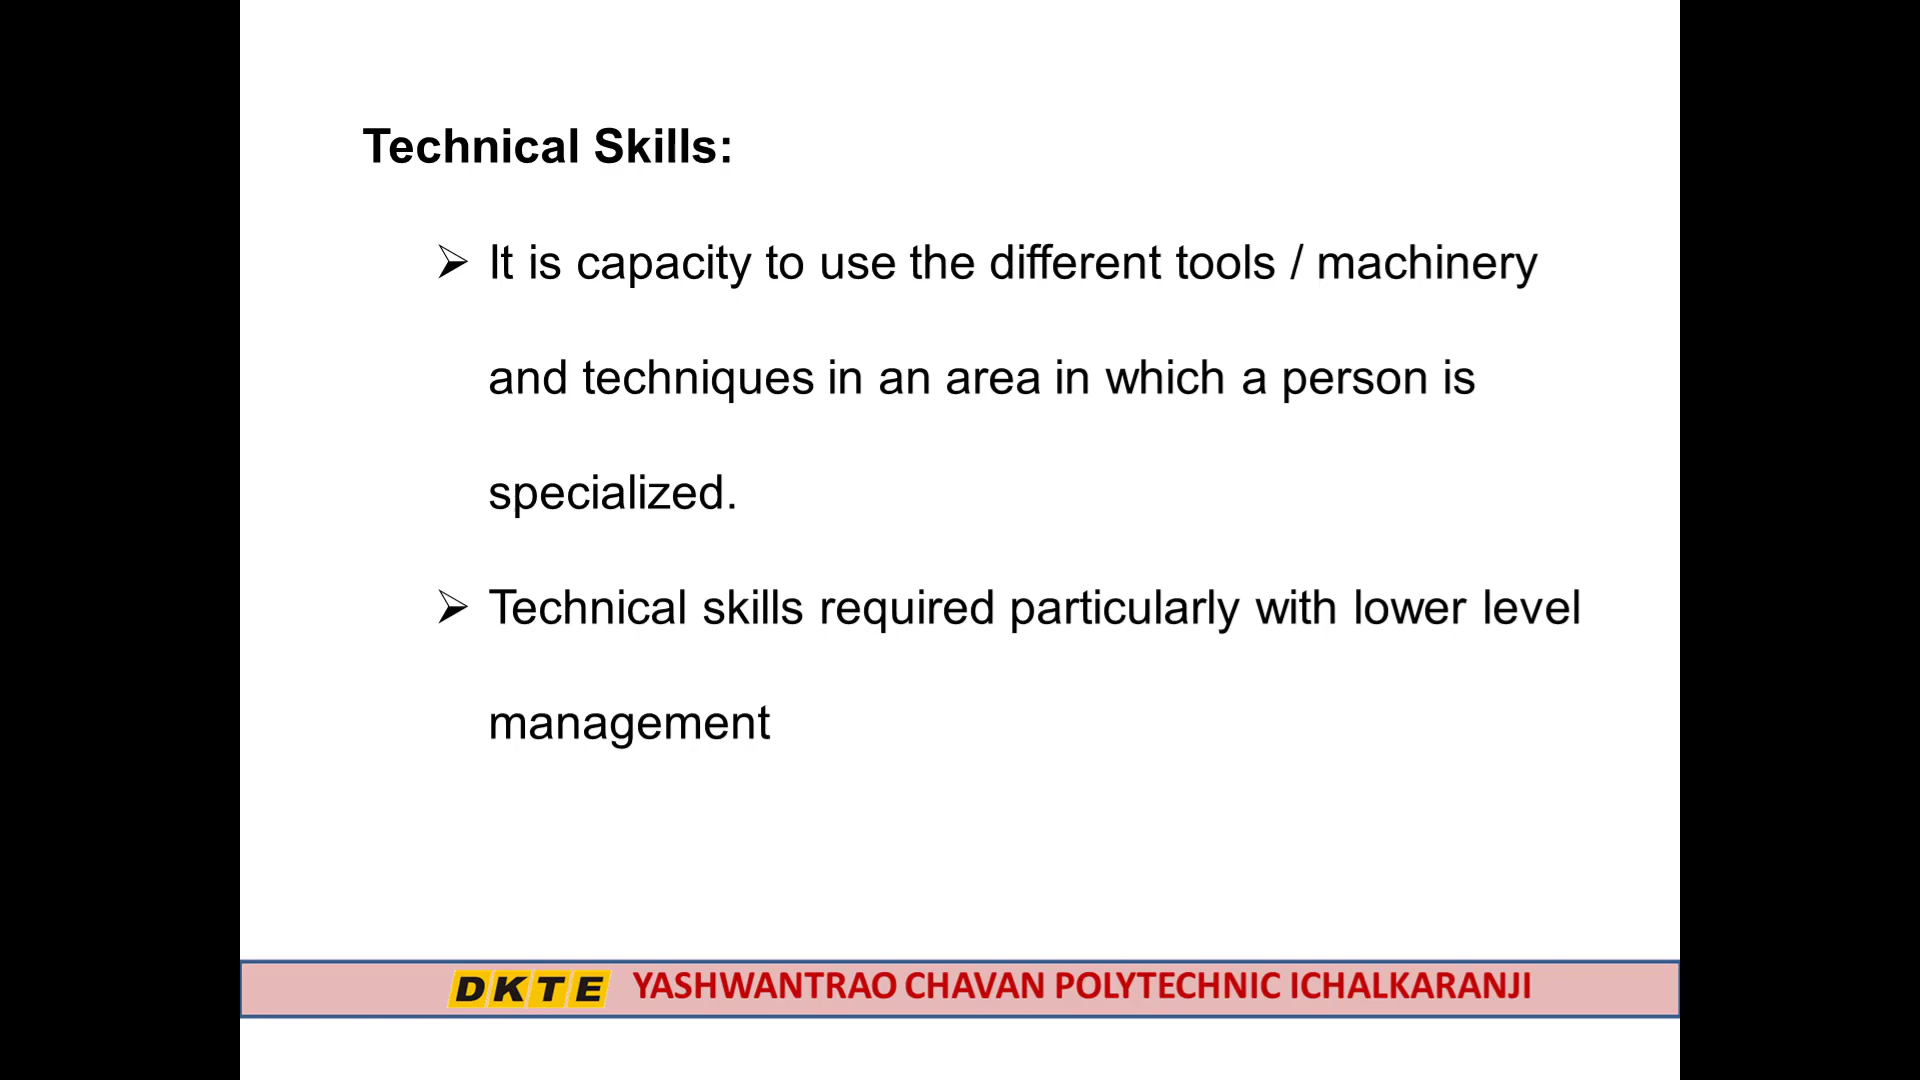 Technical Skills:
➢ It is capacity to use the different tools / machinery
and techniques in an area in which a person is
specialized.
➢ Technical skills required particularly with lower level
management
DKTE YASHWANTRAO CHAVAN POLYTECHNIC ICHALKARANJI